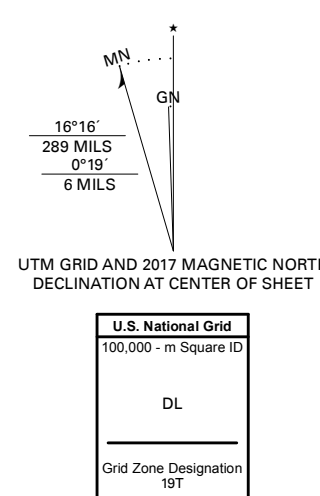 ★
MN
GN
16°16´
289 MILS
0°19´
6 MILS
UTM GRID AND 2017 MAGNETIC NORT
DECLINATION AT CENTER OF SHEET
U.S. National Grid
100,000 - m Square ID
DL
Grid Zone Designation
19T